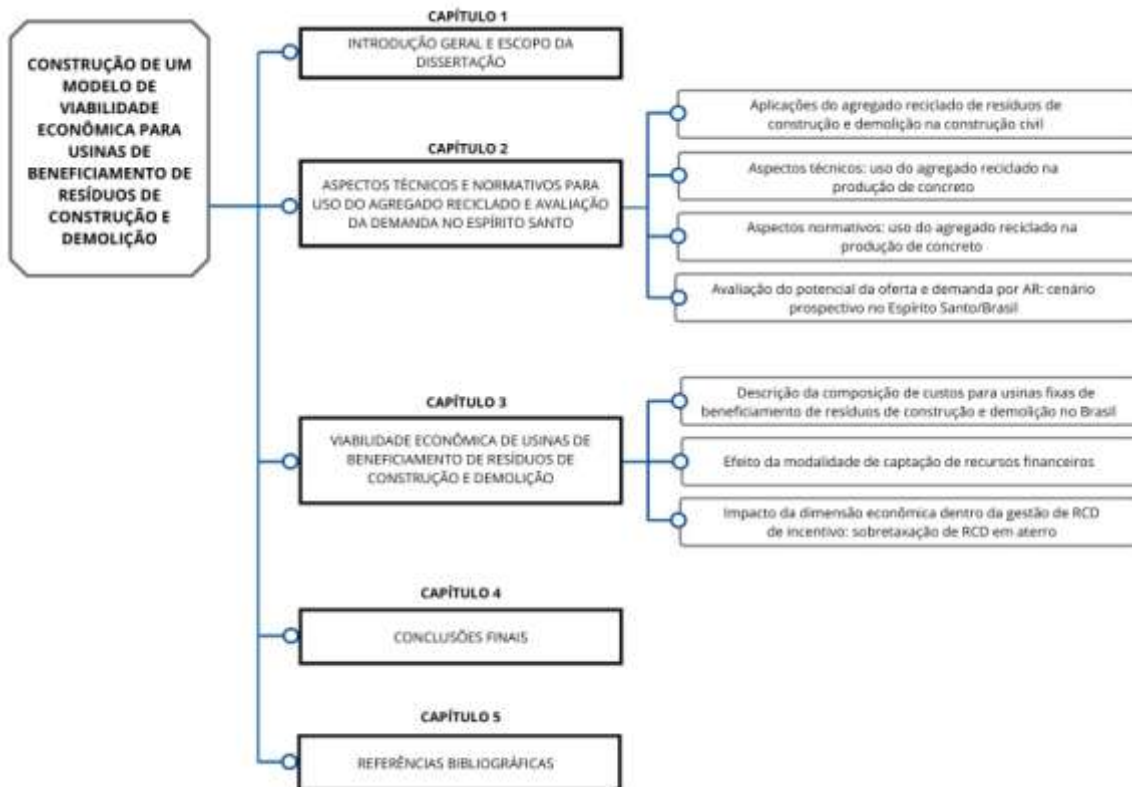 CONSTRUÇÃO DE UM
MODELO DE
VIABILIDADE
ECONÔMICA PARA
USINAS DE
BENEFICIAMENTO DE
RESÍDUOS DE
CONSTRUÇÃO E
DEMOLIÇÃO
CAPÍTULO 1
INTRODUÇÃO GERAL E ESCOPO DA
DISSERTAÇÃO
CAPÍTULO 2
ASPECTOS TÉCNICOS E NORMATIVOS PARA
USO DO AGREGADO RECICLADO E AVALIAÇÃO
DA DEMANDA NO ESPÍRITO SANTO
Aplicações do agregado reciclado de resíduos de
construção e demolição na construção civil
Aspectos técnicos: uso do agregado reciclado na
produção de concreto
Aspectos normativos: uso do agregado reciclado na
produção de concreto
Avaliação do potencial da oferta e demanda por AR: cenário
prospectivo no Espírito Santo/Brasil
CAPÍTULO 3
VIABILIDADE ECONÔMICA DE USINAS DE
BENEFICIAMENTO DE RESÍDUOS DE
CONSTRUÇÃO E DEMOLIÇÃO
Descrição da composição de custos para usinas fixas de
beneficiamento de resíduos de construção e demolição no Brasil
Efeito da modalidade de captação de recursos financeiros
Impacto da dimensão econômica dentro da gestão de RCD
de incentivo: sobretaxação de RCD em aterro
CAPÍTULO 4
CONCLUSÕES FINAIS
CAPÍTULO 5
REFERÊNCIAS BIBLIOGRÁFICAS